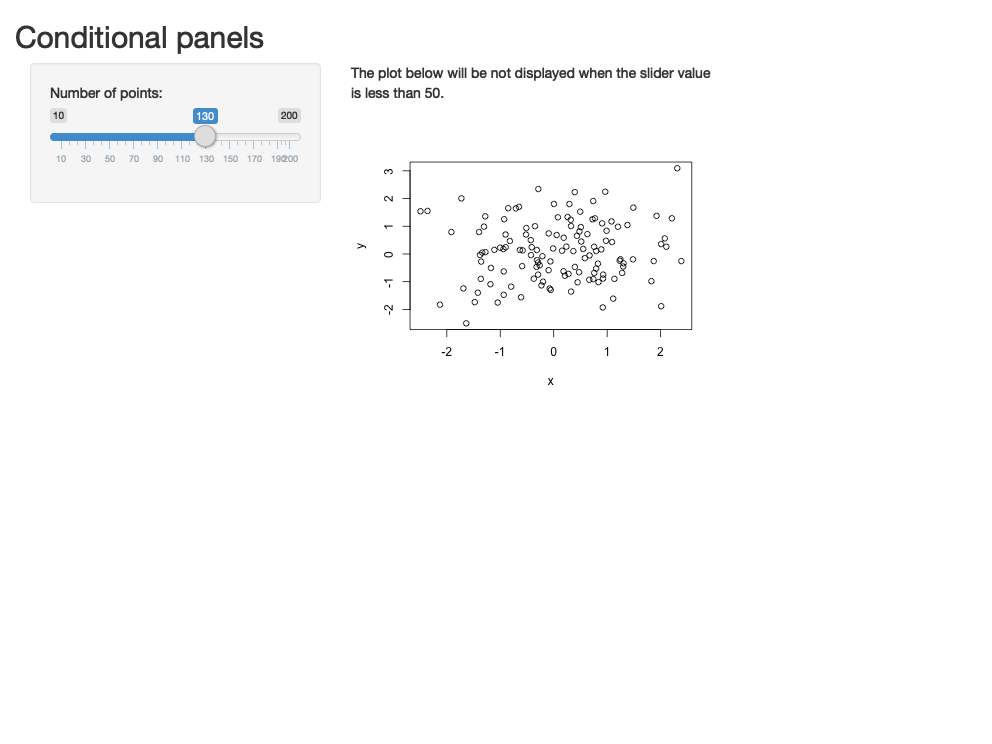 Conditional panels
Number of points:
10 130 200
10 30 50 70 90 110 130 150 170 190200
The plot below will be not displayed when the slider value
is less than 50.
y
3
2
1
0
-1
-2
-2 -1 0 1 2
x